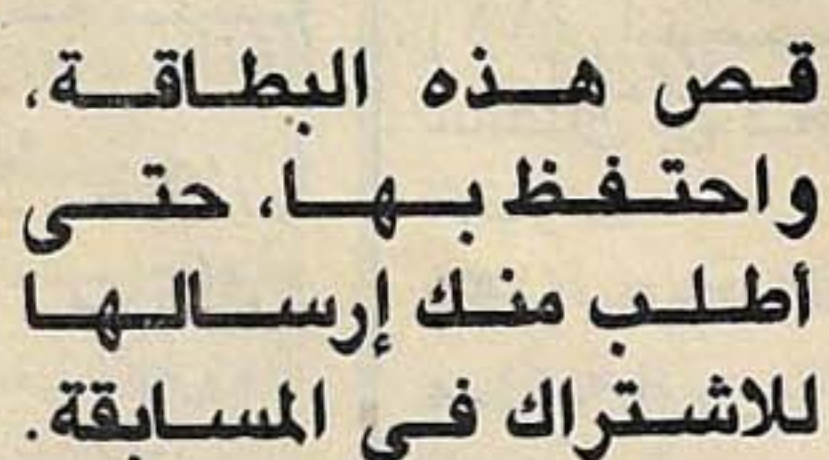 قص هذه البطاقة،
واحتفظ بها، حتى
أطلب منك إرسالها
للاشتراك في المسابقة.